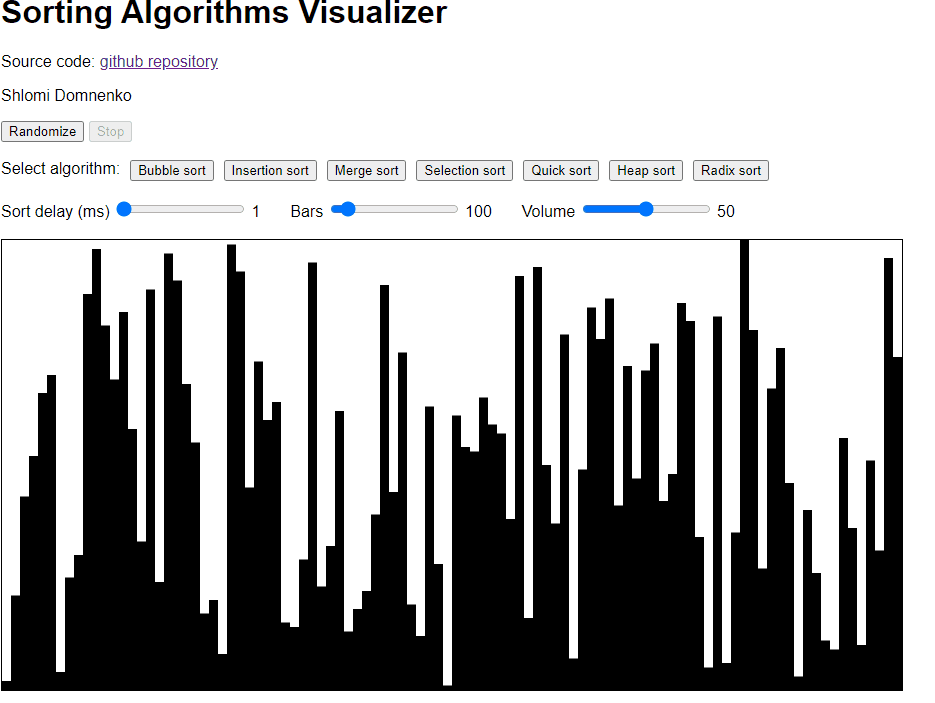 Sorting Algorithms Visualizer
Source code: github repository
Shlomi Domnenko
Randomize Stop
Select algorithm: Bubble sort Insertion sort Merge sort Selection sort Quick sort Heap sort Radix sort
Sort delay (ms) 1 Bars 100 Volume 50